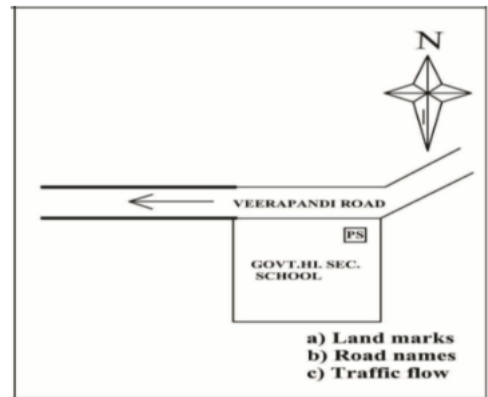 N
VEERAPANDI ROAD
PS
GOVT.HI. SEC.
SCHOOL
a) Land marks
b) Road names
c) Traffic flow